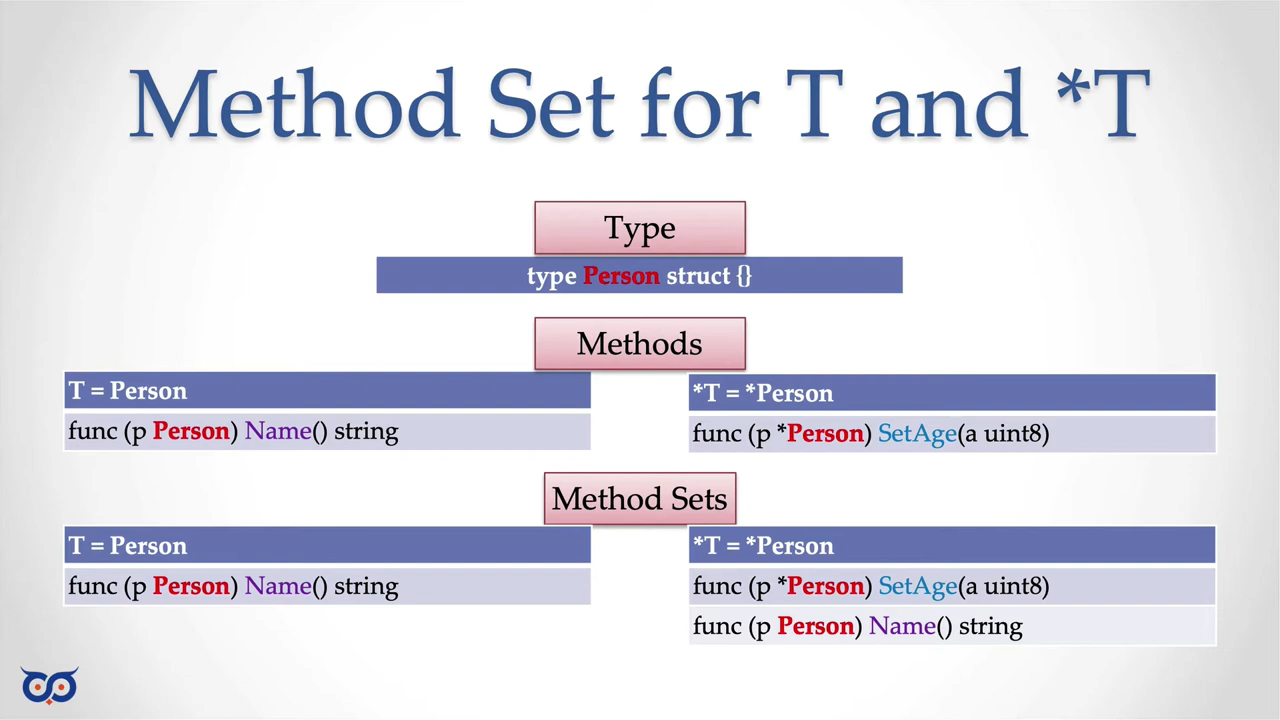 Method Set for T and *T
Type
type Person struct {}
Methods
T = Person
func (p Person) Name() string
*T = *Person
func (p *Person) SetAge(a uint8)
Method Sets
T = Person
func (p Person) Name() string
*T = *Person
func (p *Person) SetAge(a uint8)
func (p Person) Name() string